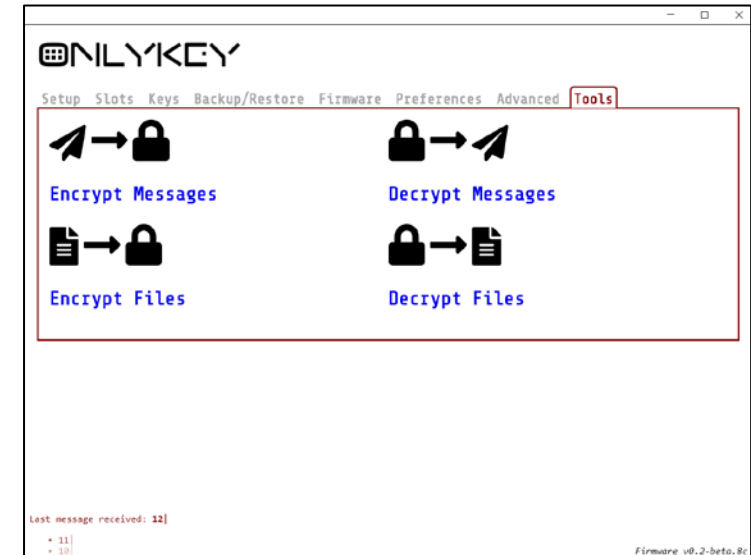 ONLYKEY
Setup Slots Keys Backup/Restore Firmware Preferences Advanced Tools
Encrypt Messages
Decrypt Messages
Encrypt Files
Decrypt Files
Last message received: 12|
• 11|
• 10|
Firmware v0.2-beta.8c